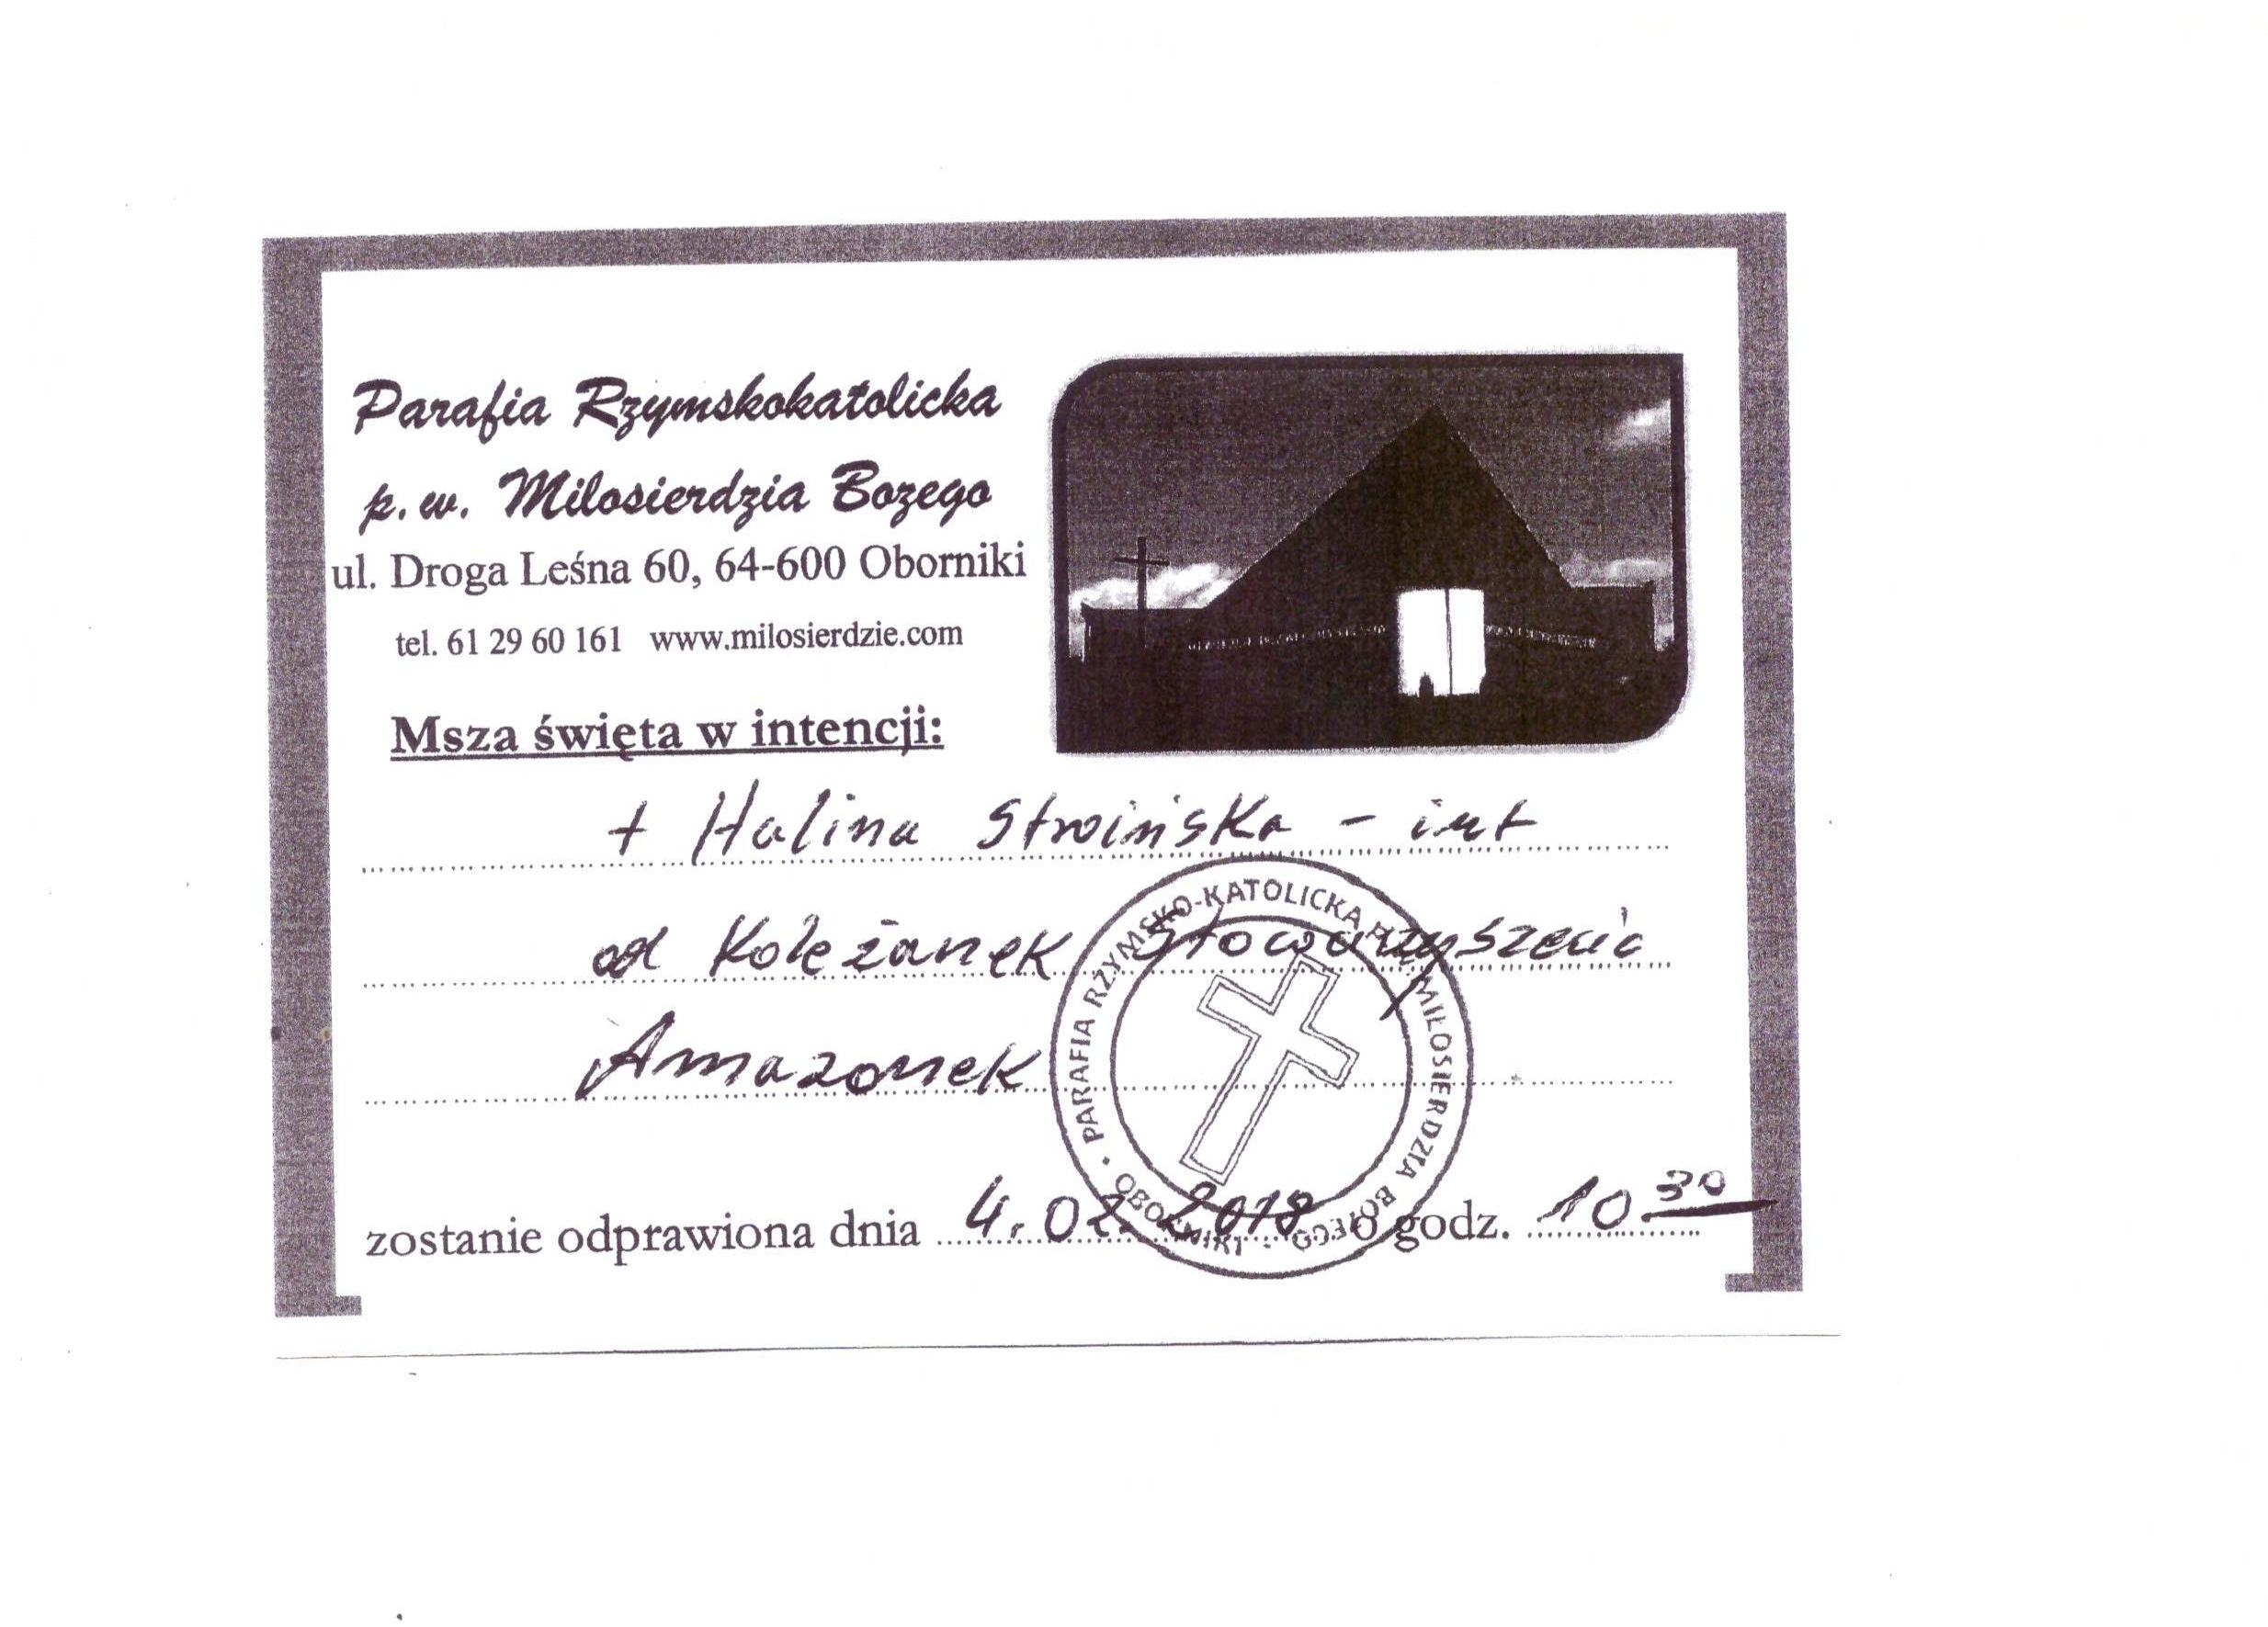 Parafia Rzymskokatolicka
p.w. Milosierdzia Bozego
ul. Droga Leśna 60, 64-600 Oborniki
tel. 61 29 60 161 www.milosierdzie.com
Msza święta w intencji:
+ Halina Stroińska - int
od Koleżanek Stowarzyszenia
Amazonek
PARAFIA RZYMSKO-KATOLICKA P.W. MIŁOSIERDZIA BOŻEGO • OBORNIKI •
zostanie odprawiona dnia 4.02.2018 o godz. 10.30